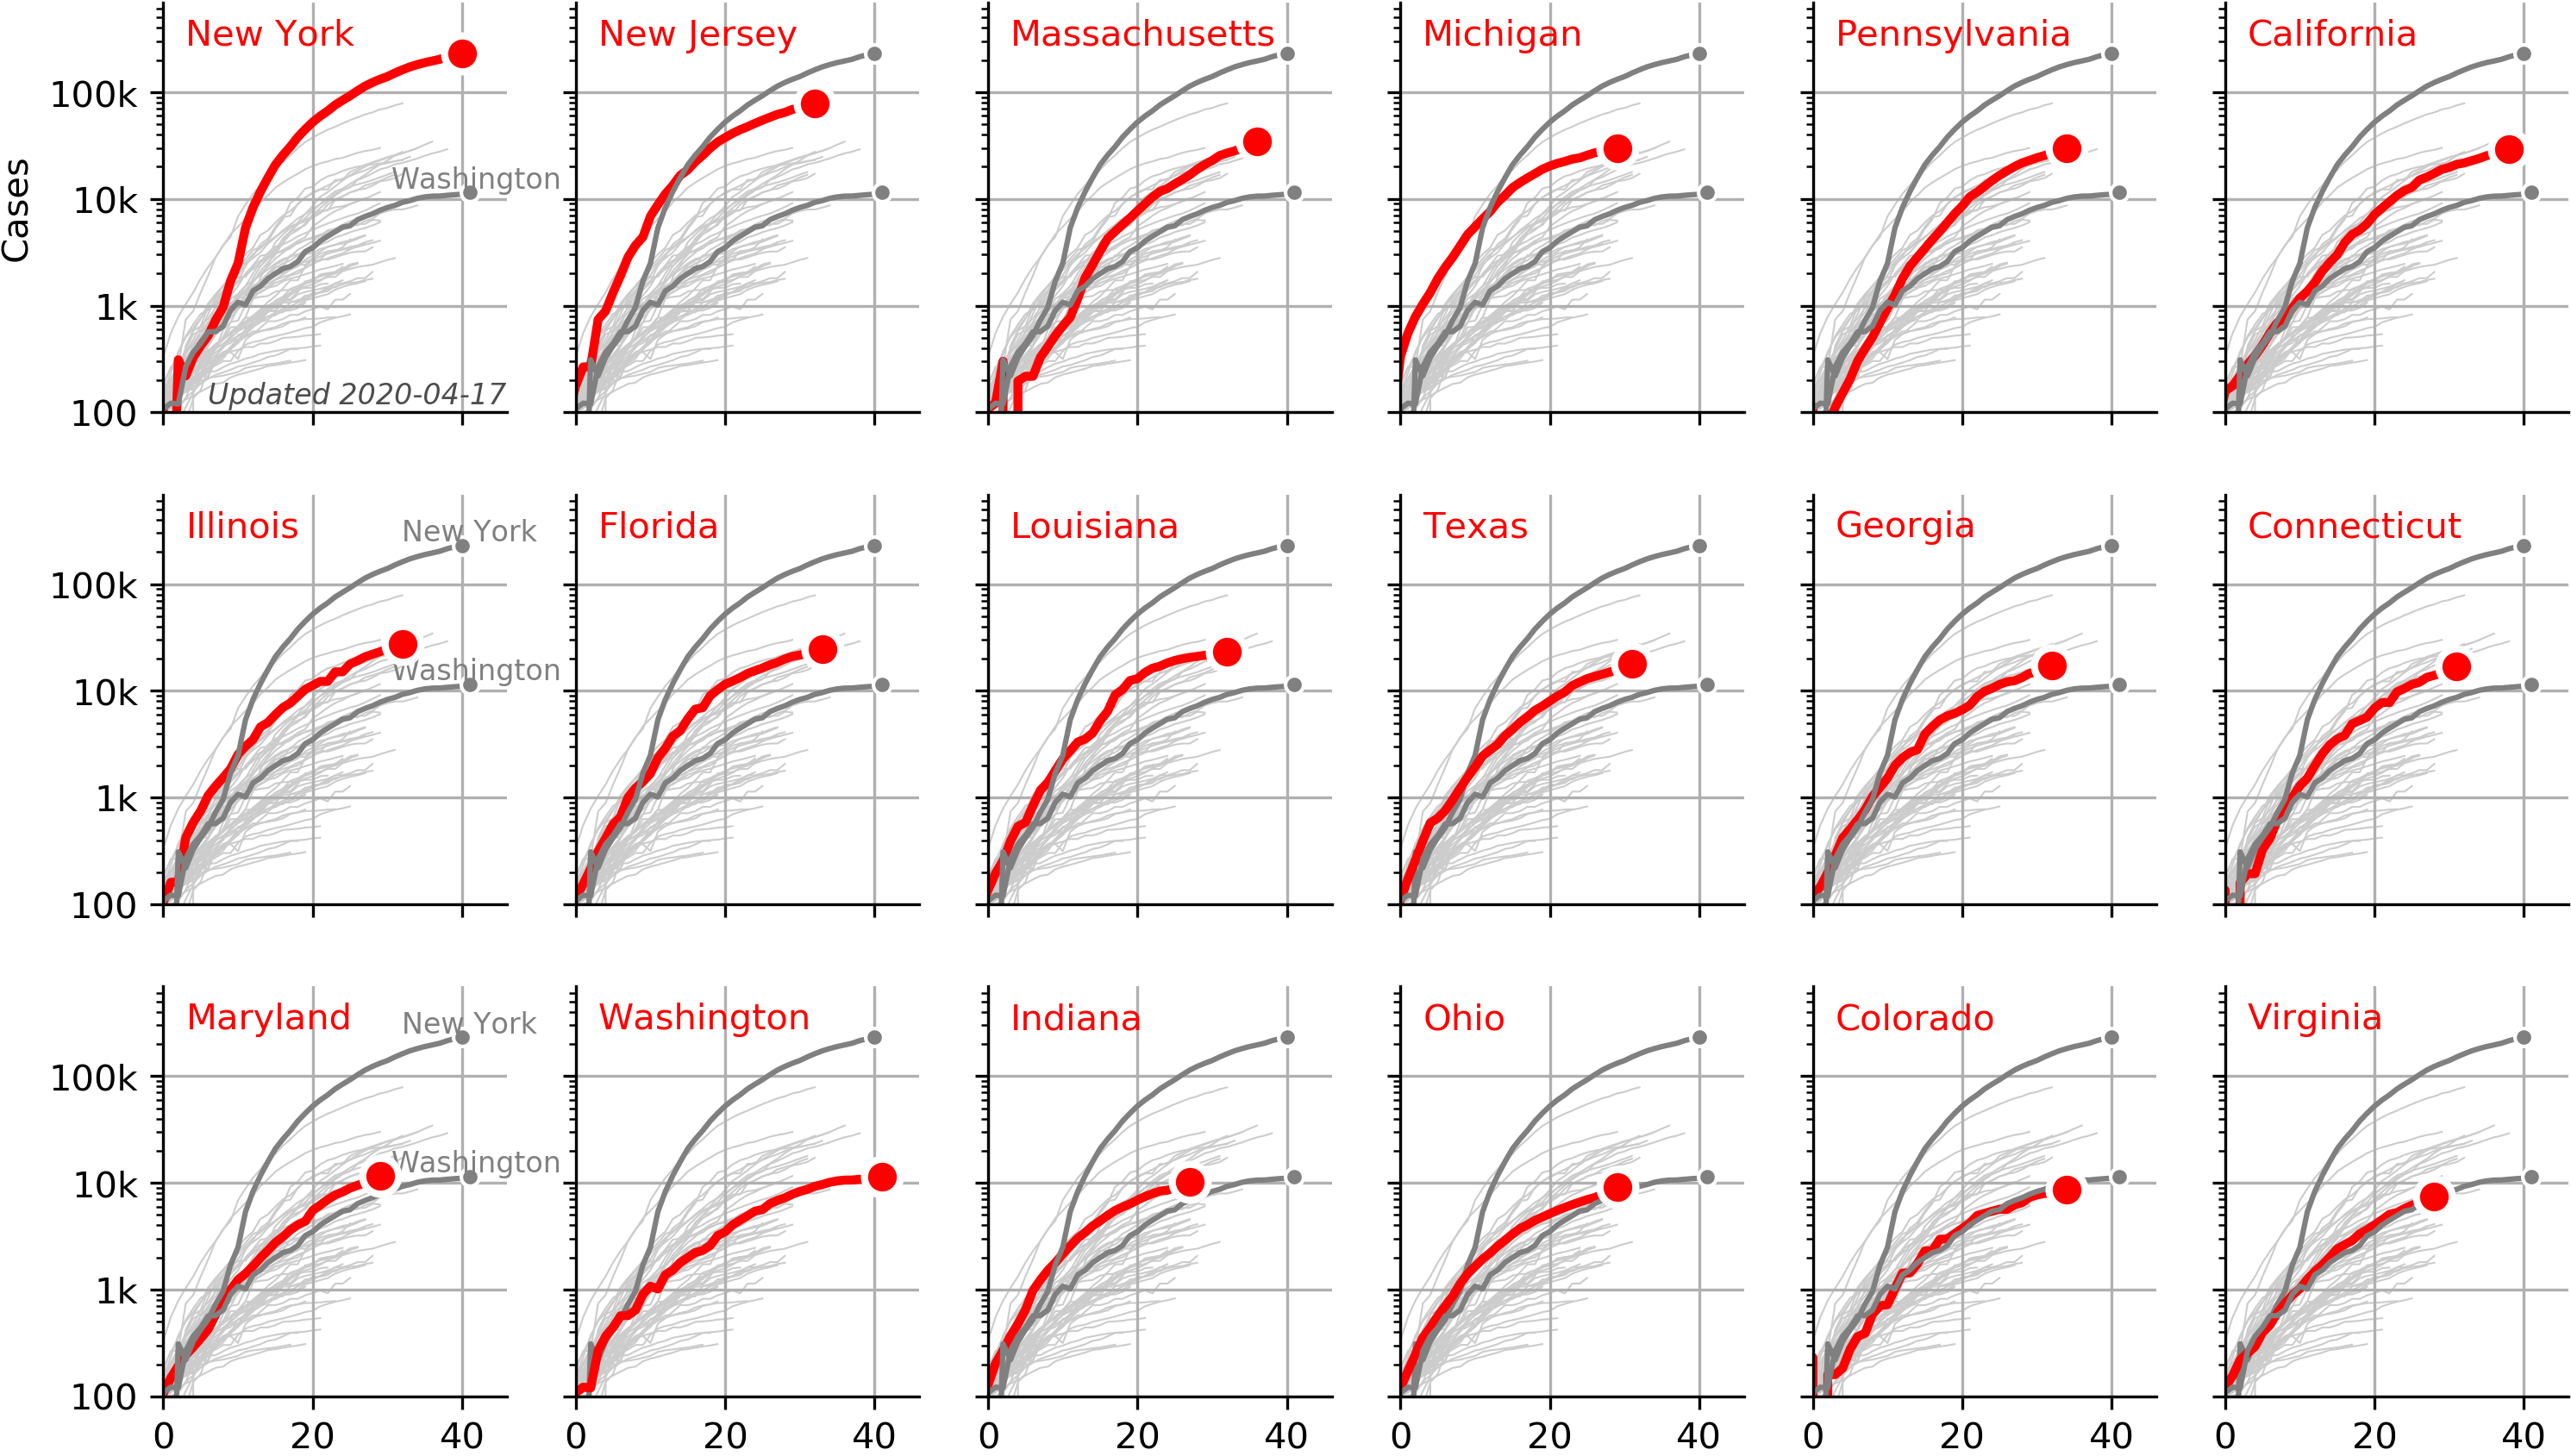 New York
New Jersey
Massachusetts
Michigan
Pennsylvania
California
Cases
100k
10k
1k
100
Washington
Updated 2020-04-17
Illinois
New York
Florida
Louisiana
Texas
Georgia
Connecticut
100k
10k
1k
100
Washington
Maryland
New York
Washington
Indiana
Ohio
Colorado
Virginia
100k
10k
1k
100
Washington
0 20 40 0 20 40 0 20 40 0 20 40 0 20 40 0 20 40